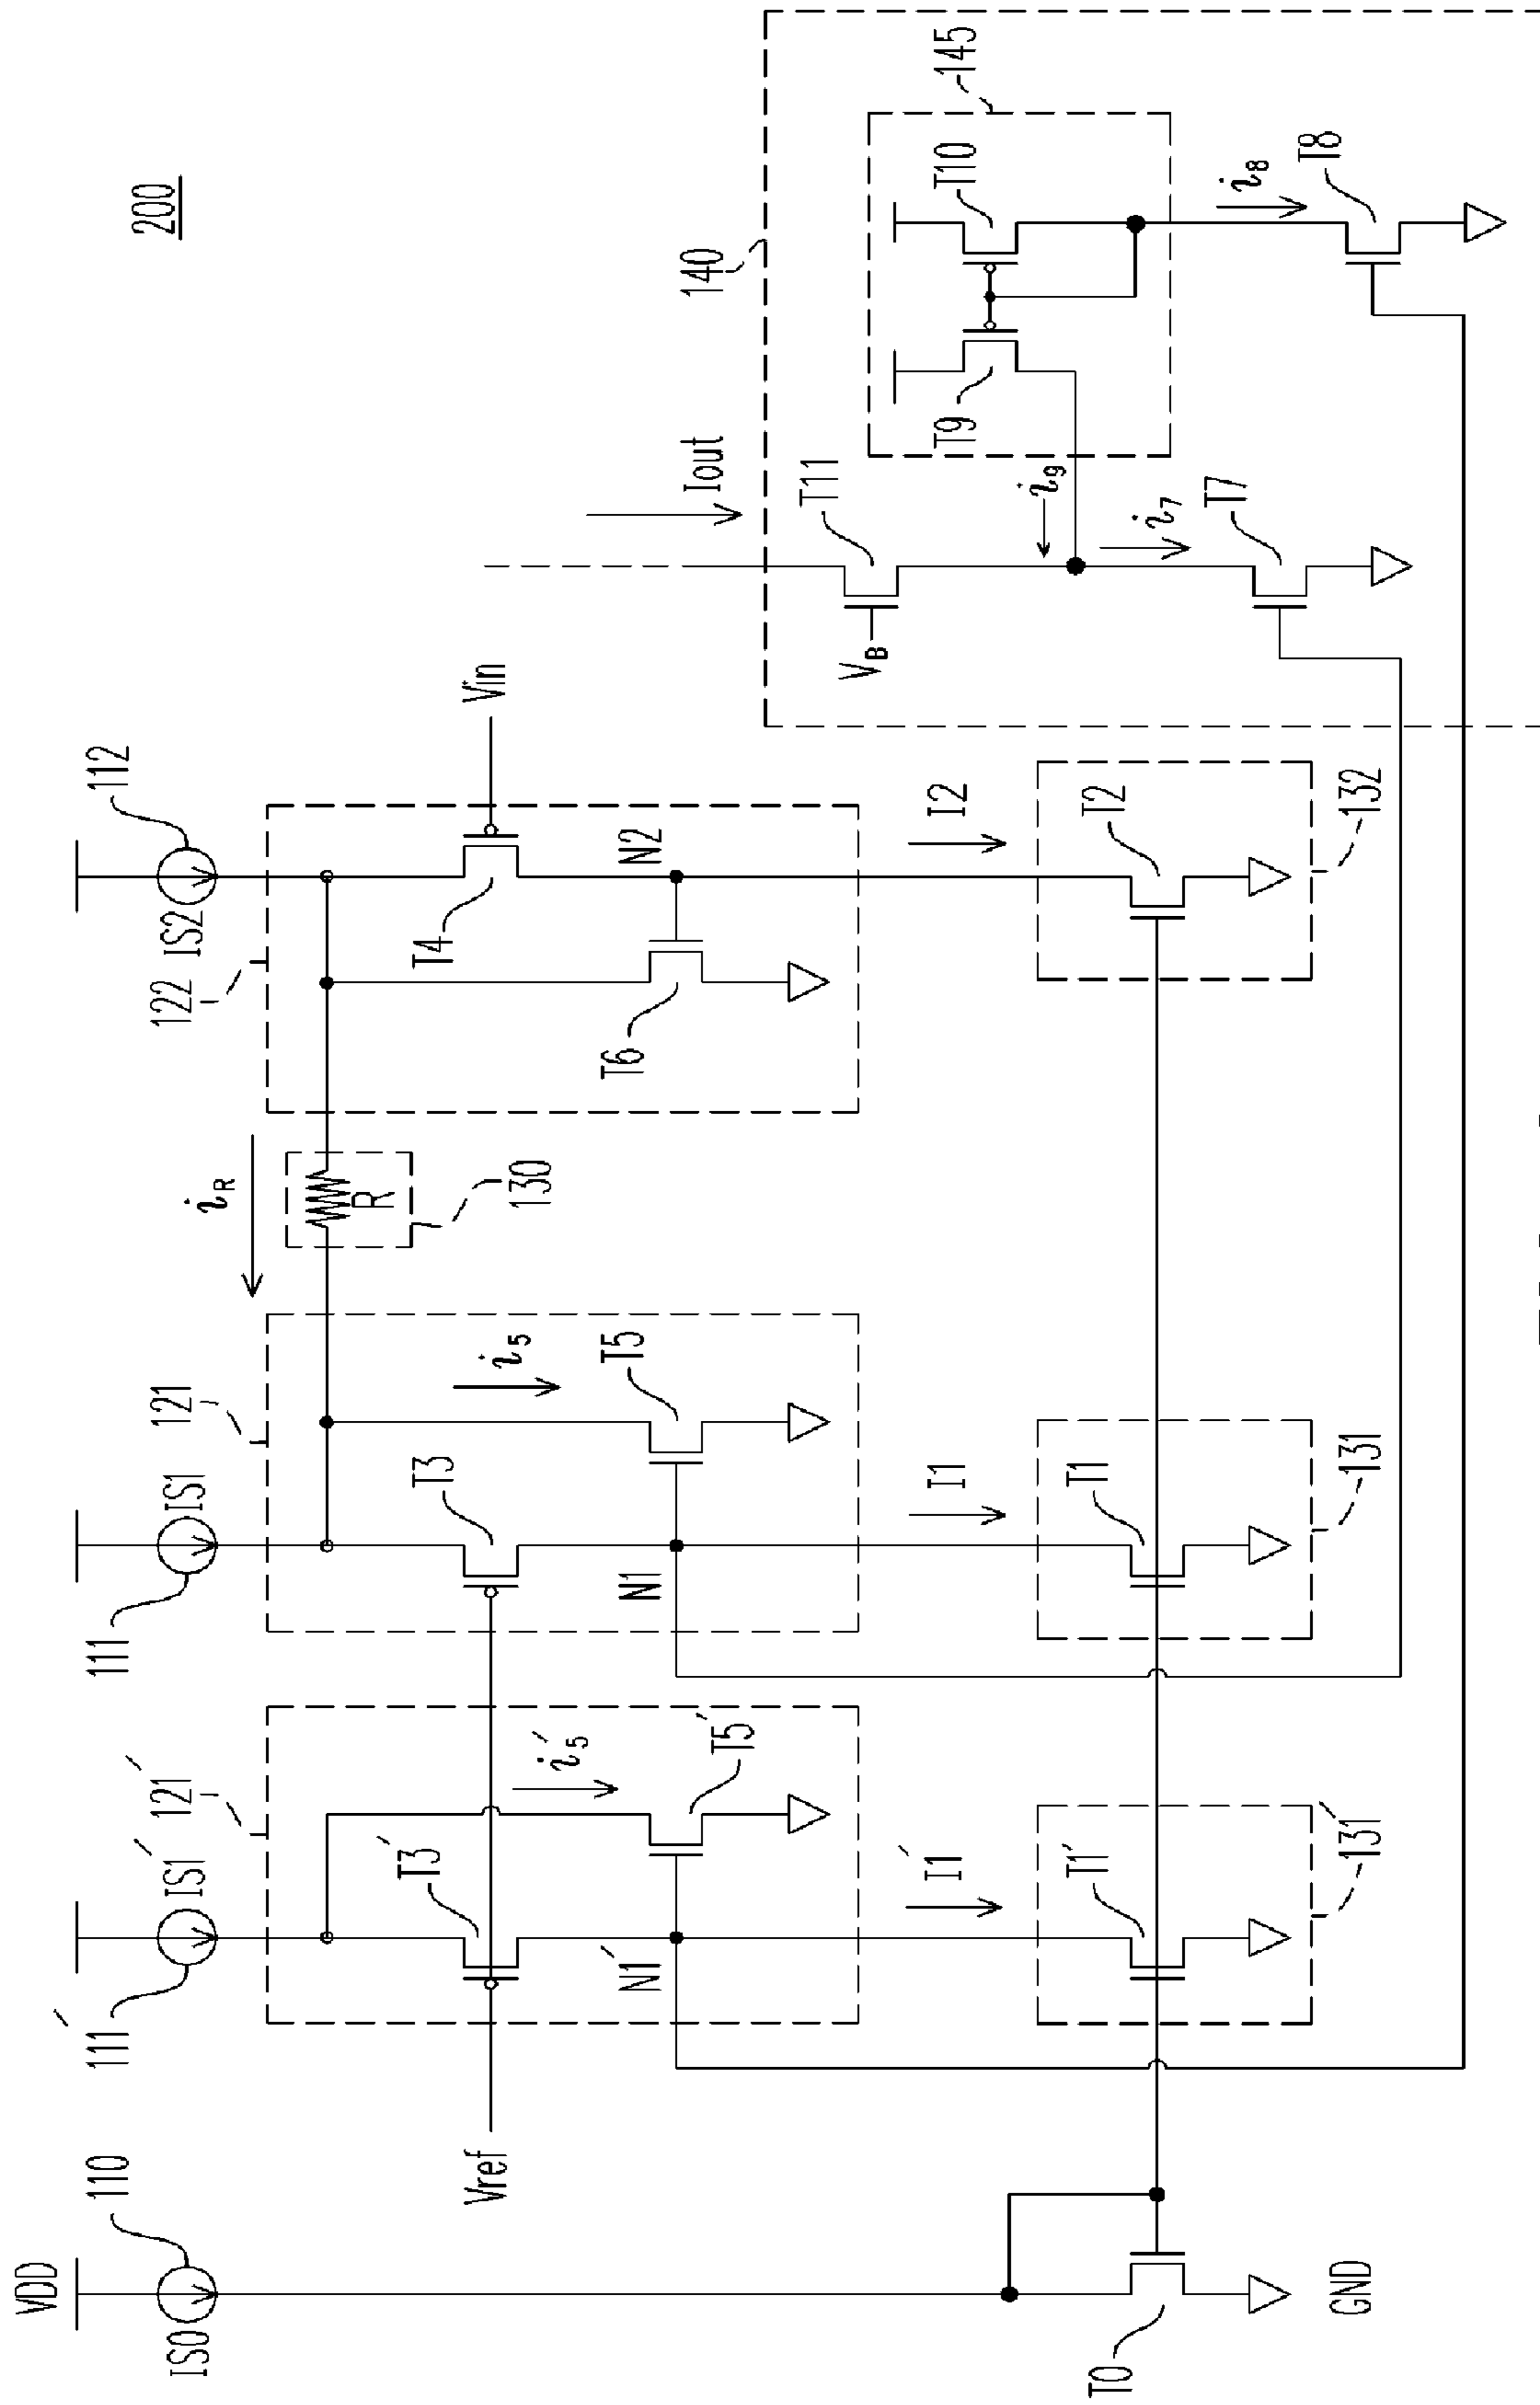 200
VDD
110
IS0
111′
IS1′
111
IS1
112
IS2
121′
121
122
i_R
R
130
Vref
T3′
i₅′
T5′
N1′
T3
i₅
T5
N1
T4
T6
N2
Vin
I1′
I1
I2
T0
GND
T1′
131′
T1
131
T2
132
Iout
140
145
V_B
T11
T9
T10
i₉
i₇
T7
i₈
T8